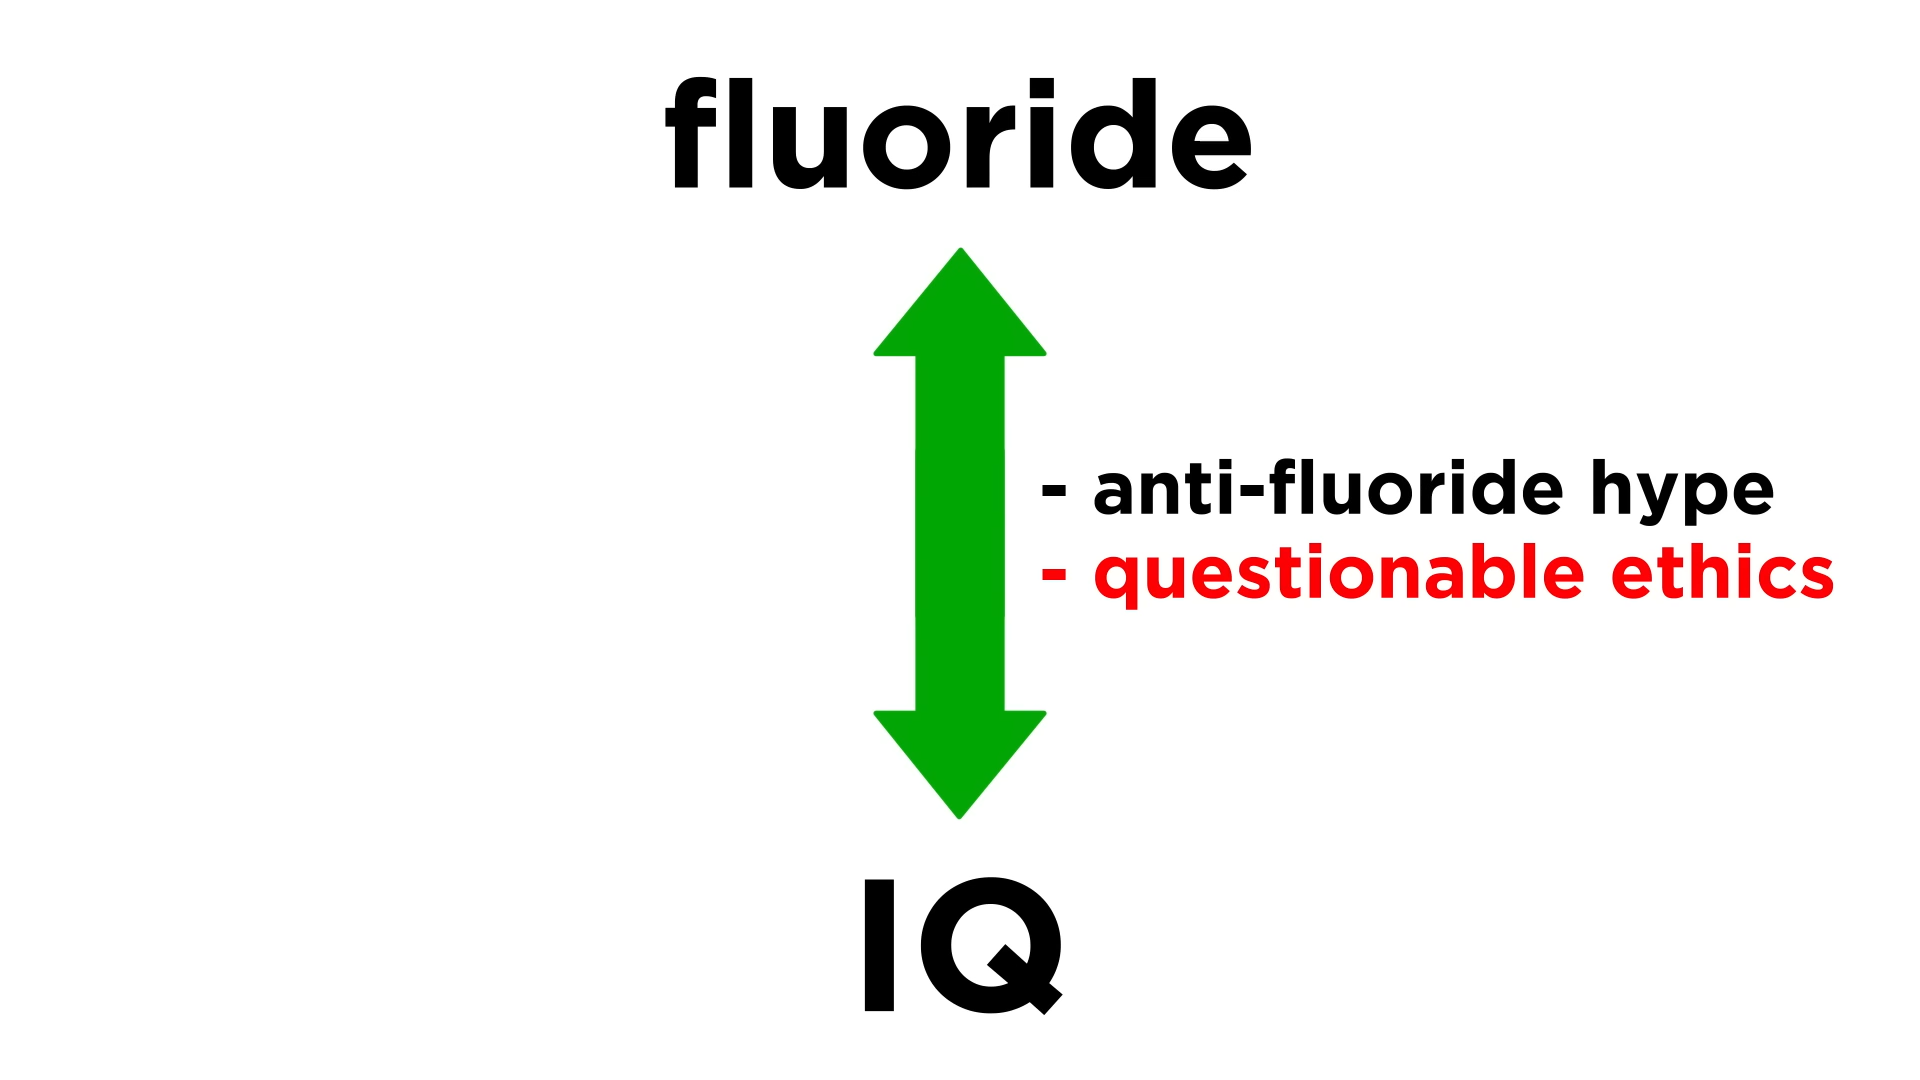 fluoride
- anti-fluoride hype
- questionable ethics
IQ